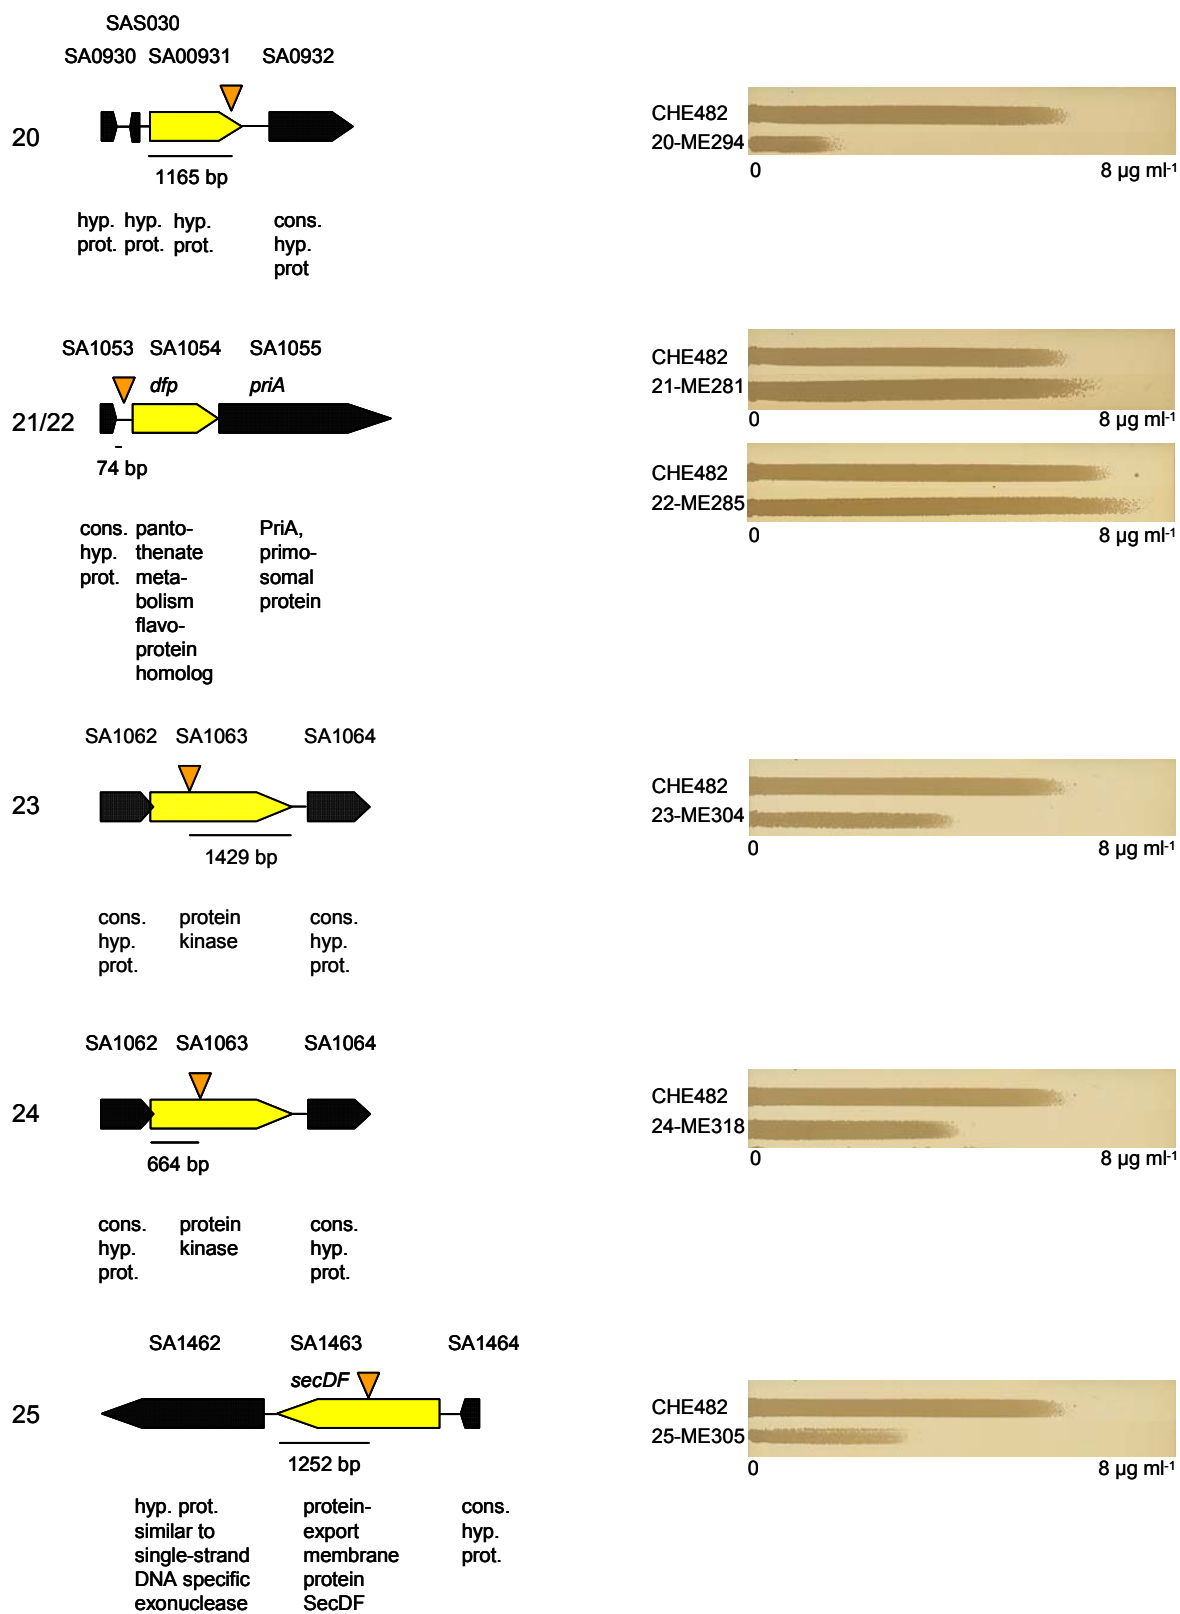 SAS030
SA0930 SA00931 SA0932
20
1165 bp
hyp. hyp. hyp. cons.
prot. prot. prot. hyp.
prot
CHE482
20-ME294
0 8 µg ml-1
SA1053 SA1054 SA1055
dfp priA
21/22
74 bp
cons. panto- PriA,
hyp. thenate primo-
prot. meta- somal
bolism protein
flavo-
protein
homolog
CHE482
21-ME281
0 8 µg ml-1
CHE482
22-ME285
0 8 µg ml-1
SA1062 SA1063 SA1064
23
1429 bp
cons. protein cons.
hyp. kinase hyp.
prot. prot.
CHE482
23-ME304
0 8 µg ml-1
SA1062 SA1063 SA1064
24
664 bp
cons. protein cons.
hyp. kinase hyp.
prot. prot.
CHE482
24-ME318
0 8 µg ml-1
SA1462 SA1463 SA1464
secDF
25
1252 bp
hyp. prot. protein- cons.
similar to export hyp.
single-strand membrane prot.
DNA specific protein
exonuclease SecDF
CHE482
25-ME305
0 8 µg ml-1